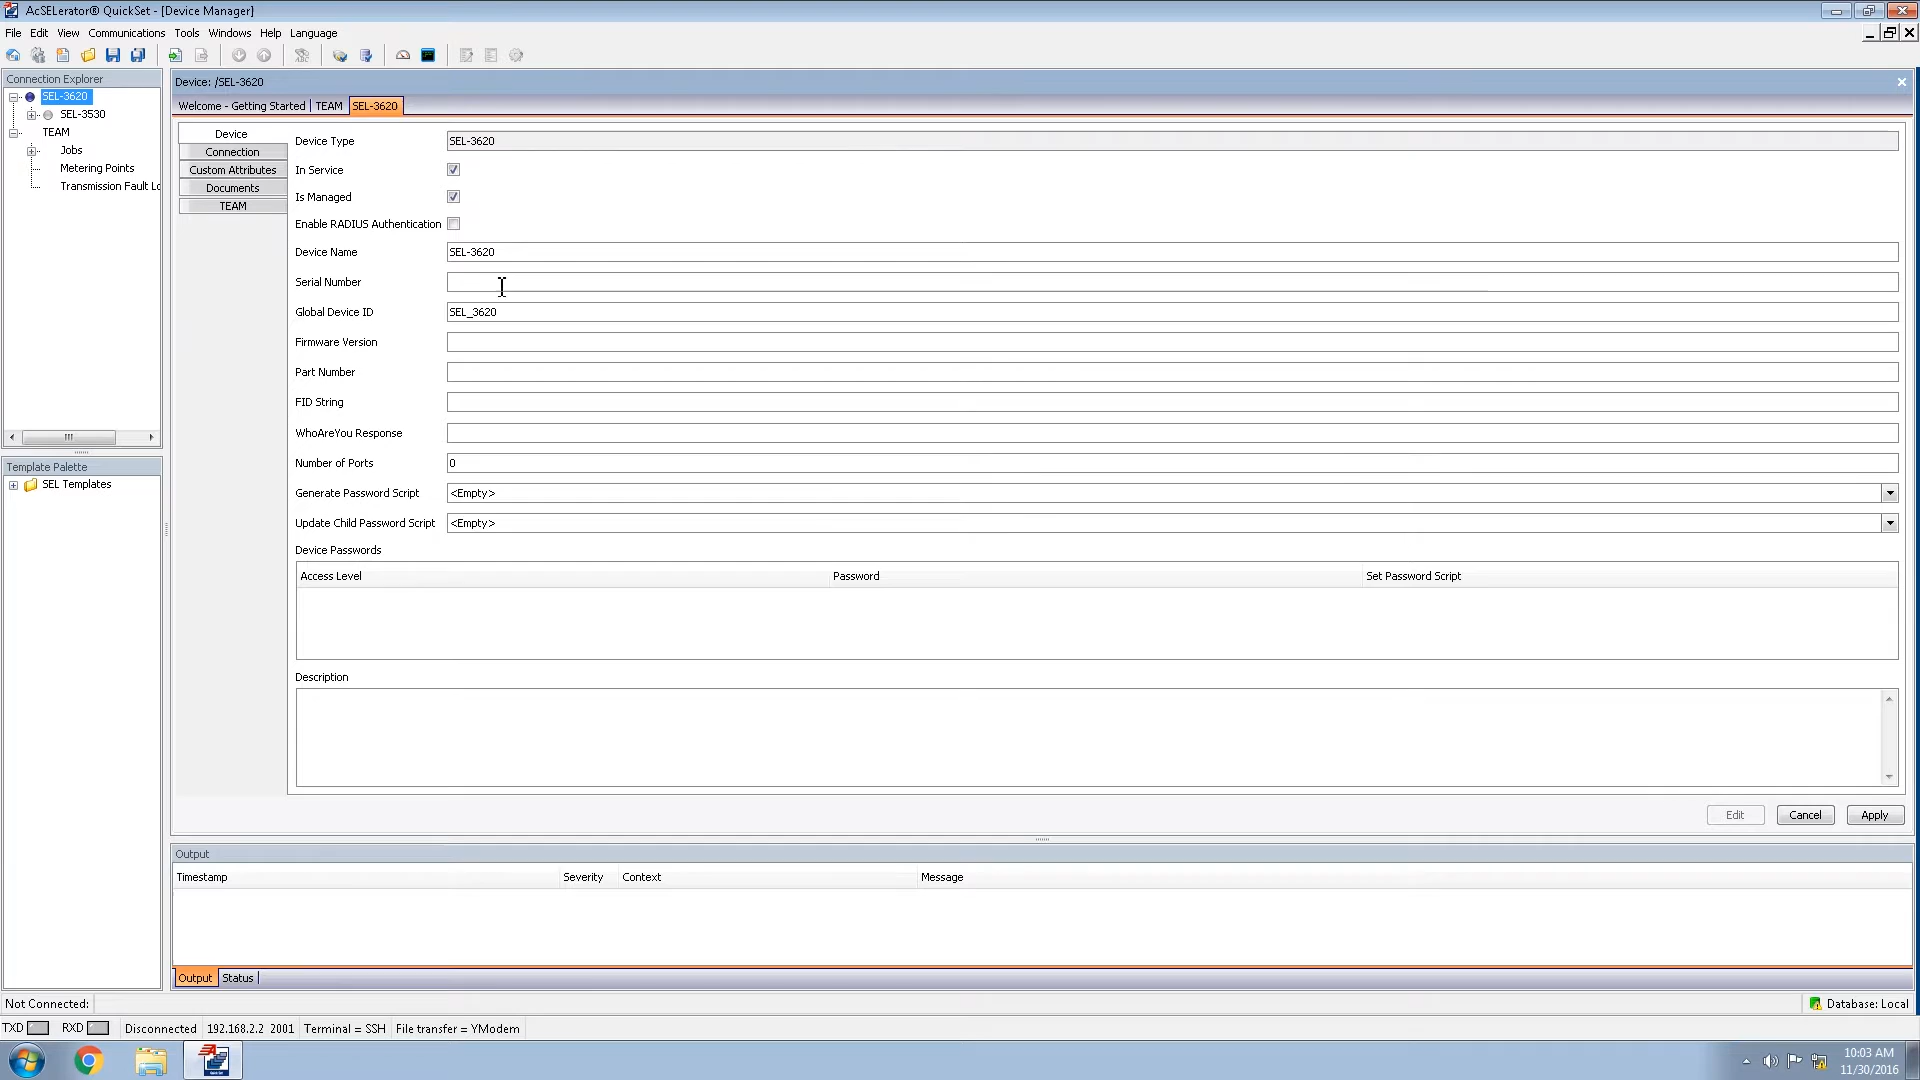 AcSELerator® QuickSet - [Device Manager]
File Edit View Communications Tools Windows Help Language
Connection Explorer
SEL-3620
SEL-3530
TEAM
Jobs
Metering Points
Transmission Fault Lo
Template Palette
SEL Templates
Device: /SEL-3620
Welcome - Getting Started TEAM SEL-3620
Device
Connection
Custom Attributes
Documents
TEAM
Device Type SEL-3620
In Service
Is Managed
Enable RADIUS Authentication
Device Name SEL-3620
Serial Number
Global Device ID SEL_3620
Firmware Version
Part Number
FID String
WhoAreYou Response
Number of Ports 0
Generate Password Script <Empty>
Update Child Password Script <Empty>
Device Passwords
Access Level Password Set Password Script
Description
Edit Cancel Apply
Output
Timestamp Severity Context Message
Output Status
Not Connected: Database: Local
TXD RXD Disconnected 192.168.2.2 2001 Terminal = SSH File transfer = YModem
10:03 AM
11/30/2016